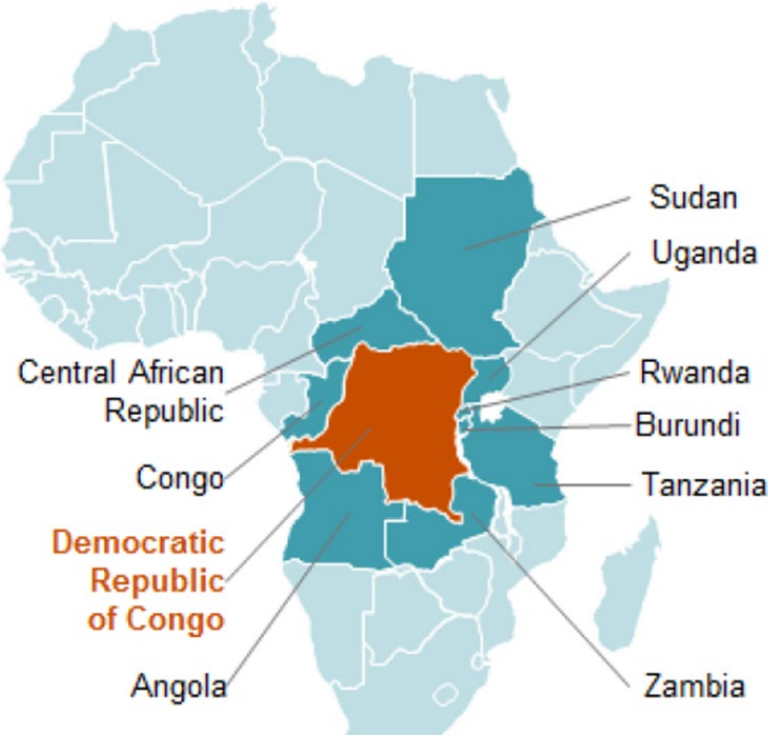 Sudan
Uganda
Central African
Republic
Rwanda
Burundi
Congo
Tanzania
Democratic
Republic
of Congo
Angola
Zambia